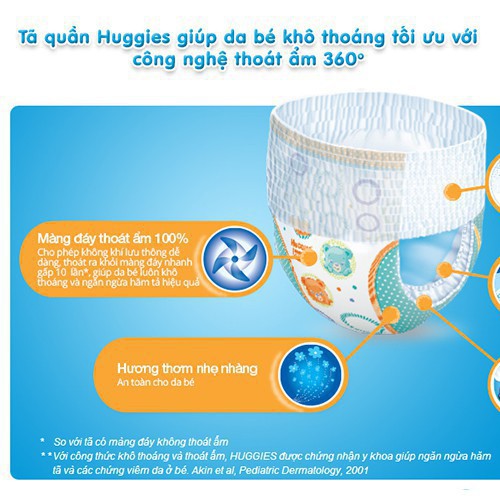 Tã quần Huggies giúp da bé khô thoáng tối ưu với
công nghệ thoát ẩm 360°
Màng đáy thoát ẩm 100%
Cho phép không khí lưu thông dễ
dàng, thoát ra khỏi màng đáy nhanh
gấp 10 lần*, giúp da bé luôn khô
thoáng và ngăn ngừa hăm tả hiệu quả
Hương thơm nhẹ nhàng
An toàn cho da bé
* So với tã có màng đáy không thoát ẩm
**Với công thức khô thoáng và thoát ẩm, HUGGIES được chứng nhận y khoa giúp ngăn ngừa hăm
tã và các chứng viêm da ở bé. Akin et al, Pediatric Dermatology, 2001